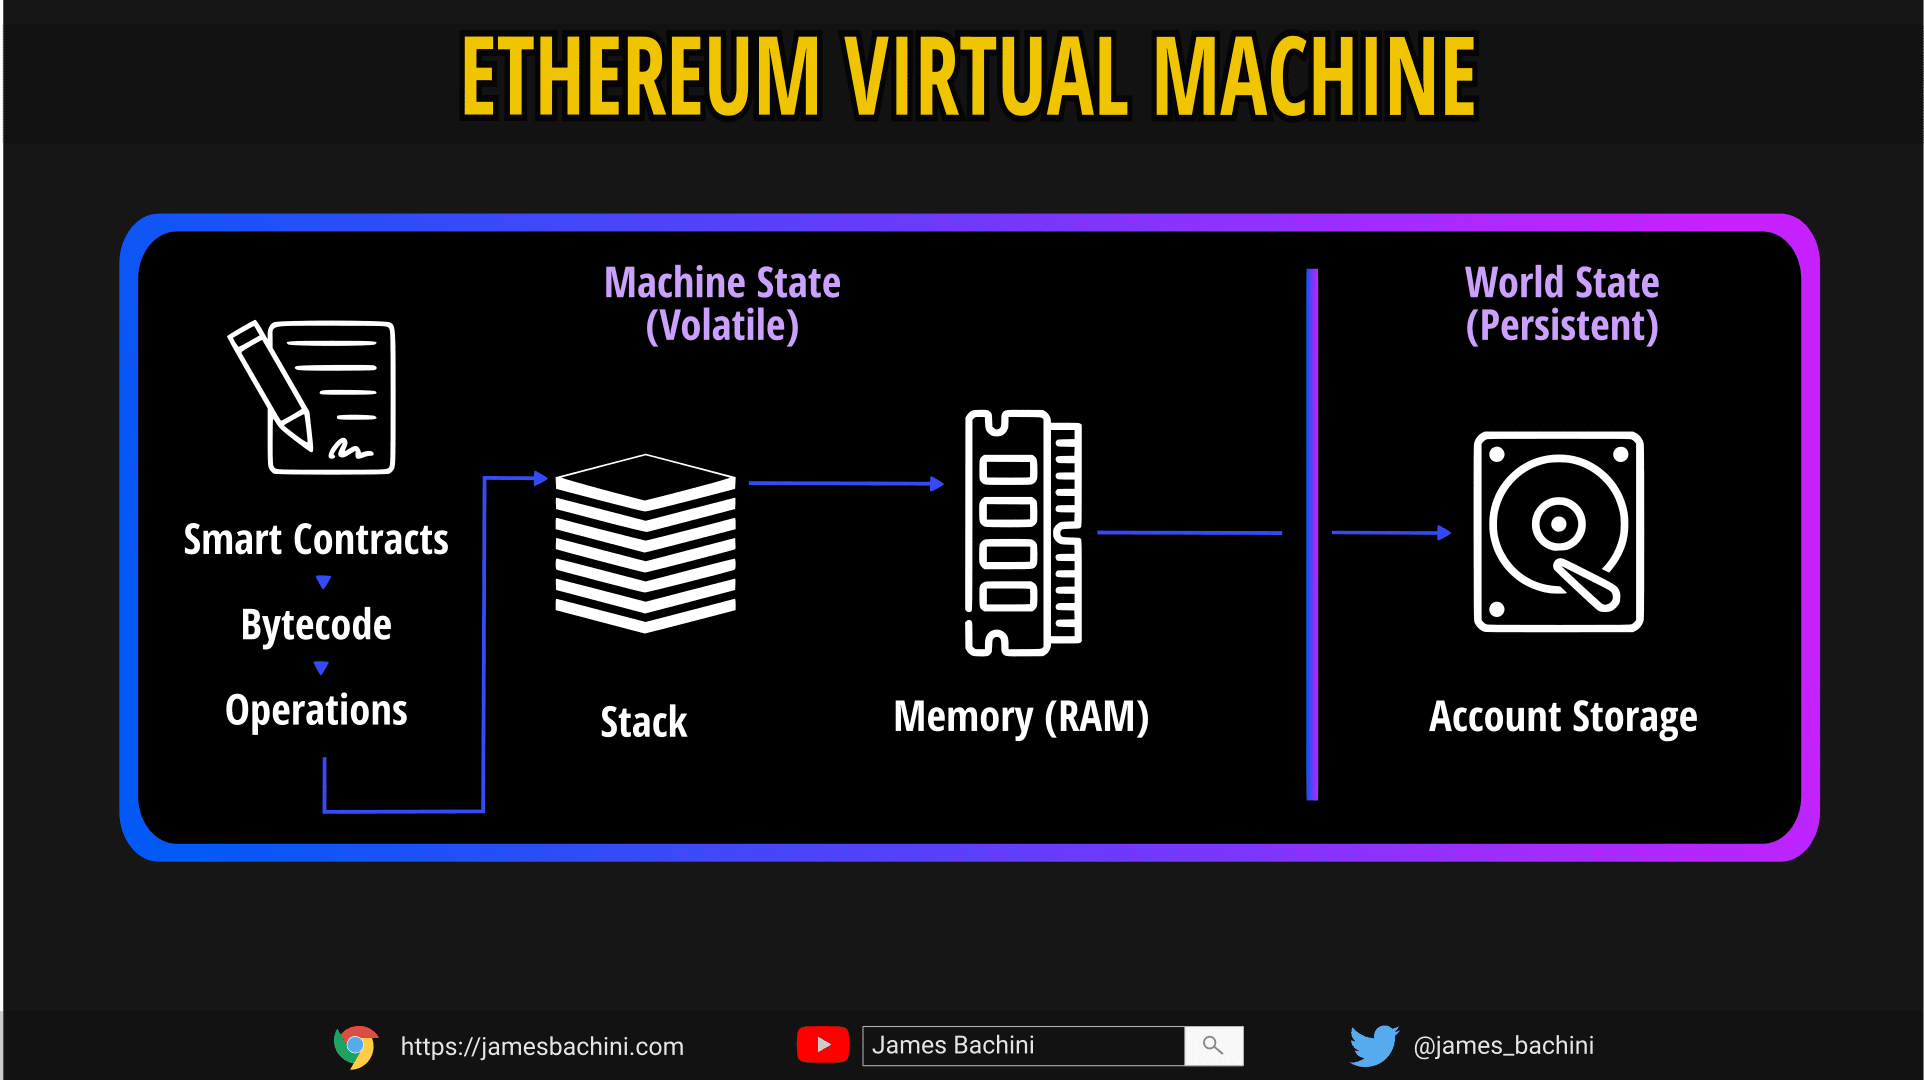 ETHEREUM VIRTUAL MACHINE
Machine State
(Volatile)
World State
(Persistent)
Smart Contracts
Bytecode
Operations
Stack
Memory (RAM)
Account Storage
https://jamesbachini.com
James Bachini
@james_bachini